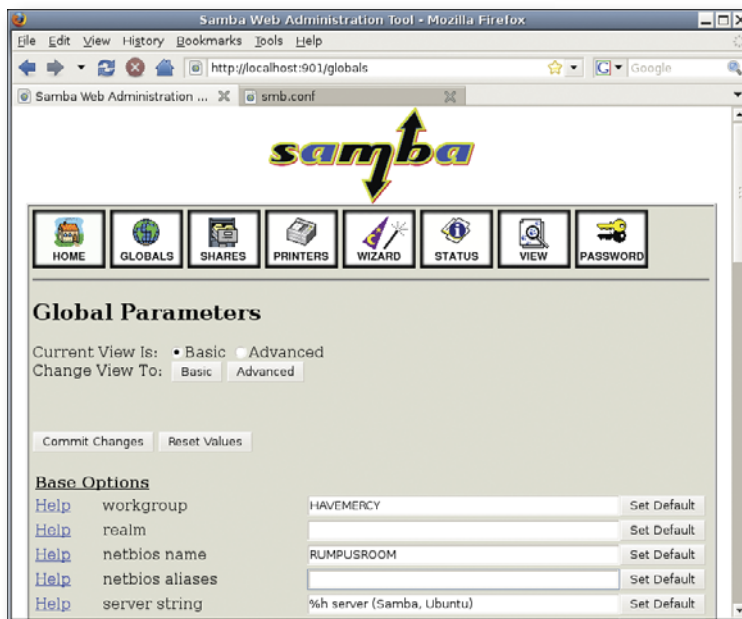 Samba Web Administration Tool - Mozilla Firefox
File Edit View History Bookmarks Tools Help
http://localhost:901/globals
G Google
Samba Web Administration ... smb.conf
samba
HOME GLOBALS SHARES PRINTERS WIZARD STATUS VIEW PASSWORD
Global Parameters
Current View Is: Basic Advanced
Change View To: Basic Advanced
Commit Changes Reset Values
Base Options
Help workgroup HAVEMERCY Set Default
Help realm Set Default
Help netbios name RUMPUSROOM Set Default
Help netbios aliases Set Default
Help server string %h server (Samba, Ubuntu) Set Default